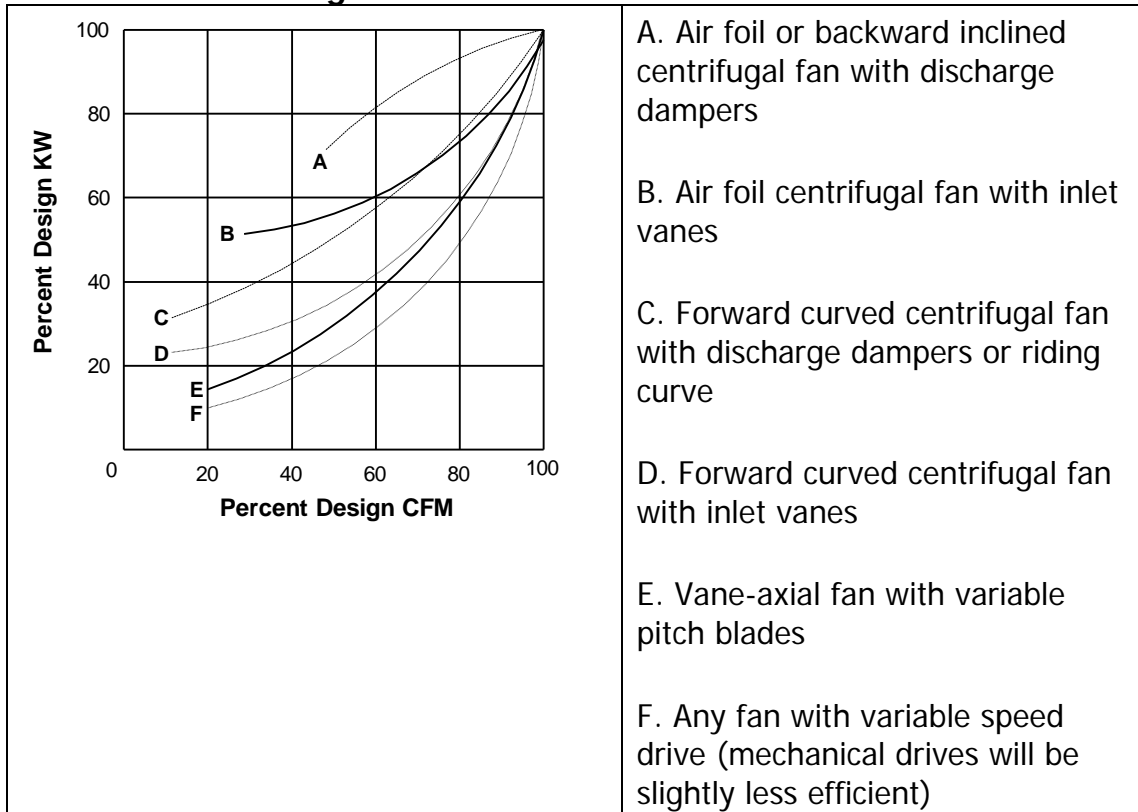 100
80
60
40
20
0
20
40
60
80
100
Percent Design KW
Percent Design CFM
A
B
C
D
E
F
A. Air foil or backward inclined
centrifugal fan with discharge
dampers
B. Air foil centrifugal fan with inlet
vanes
C. Forward curved centrifugal fan
with discharge dampers or riding
curve
D. Forward curved centrifugal fan
with inlet vanes
E. Vane-axial fan with variable
pitch blades
F. Any fan with variable speed
drive (mechanical drives will be
slightly less efficient)